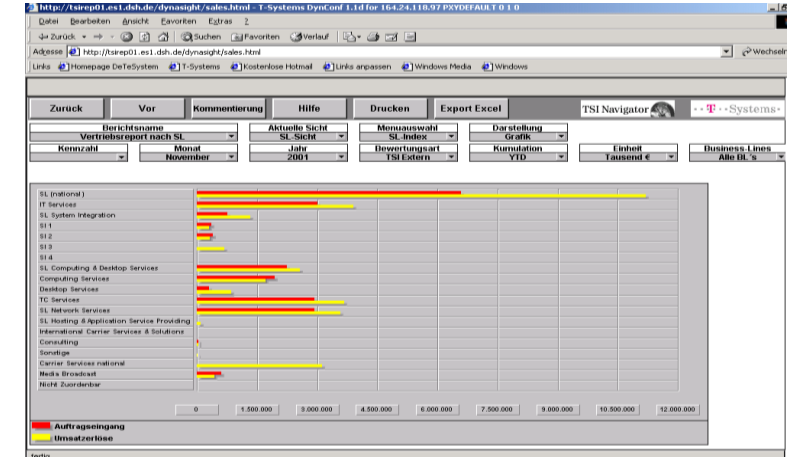 http://tsirep01.es1.dsh.de/dynasight/sales.html - T-Systems DynConf 1.1d for 164.24.118.97 PXYDEFAULT 0 1 0
Datei Bearbeiten Ansicht Favoriten Extras ?
Zurück Suchen Favoriten Verlauf
Adresse http://tsirep01.es1.dsh.de/dynasight/sales.html Wechseln
Links Homepage DeTeSystem T-Systems Kostenlose Hotmail Links anpassen Windows Media Windows
Zurück Vor Kommentierung Hilfe Drucken Export Excel TSI Navigator T Systems
Berichtsname Aktuelle Sicht Menuauswahl Darstellung
Vertriebsreport nach SL SL-Sicht SL-Index Grafik
Kennzahl Monat Jahr Bewertungsart Kumulation Einheit Business-Lines
November 2001 TSI Extern YTD Tausend € Alle BL's
SL (national)
IT Services
SL System Integration
SI 1
SI 2
SI 3
SI 4
SL Computing & Desktop Services
Computing Services
Desktop Services
TC Services
SL Network Services
SL Hosting & Application Service Providing
International Carrier Services & Solutions
Consulting
Sonstige
Carrier Services national
Media Broadcast
Nicht Zuordenbar
0 1.500.000 3.000.000 4.500.000 6.000.000 7.500.000 9.000.000 10.500.000 12.000.000
Auftragseingang
Umsatzerlöse
fertig